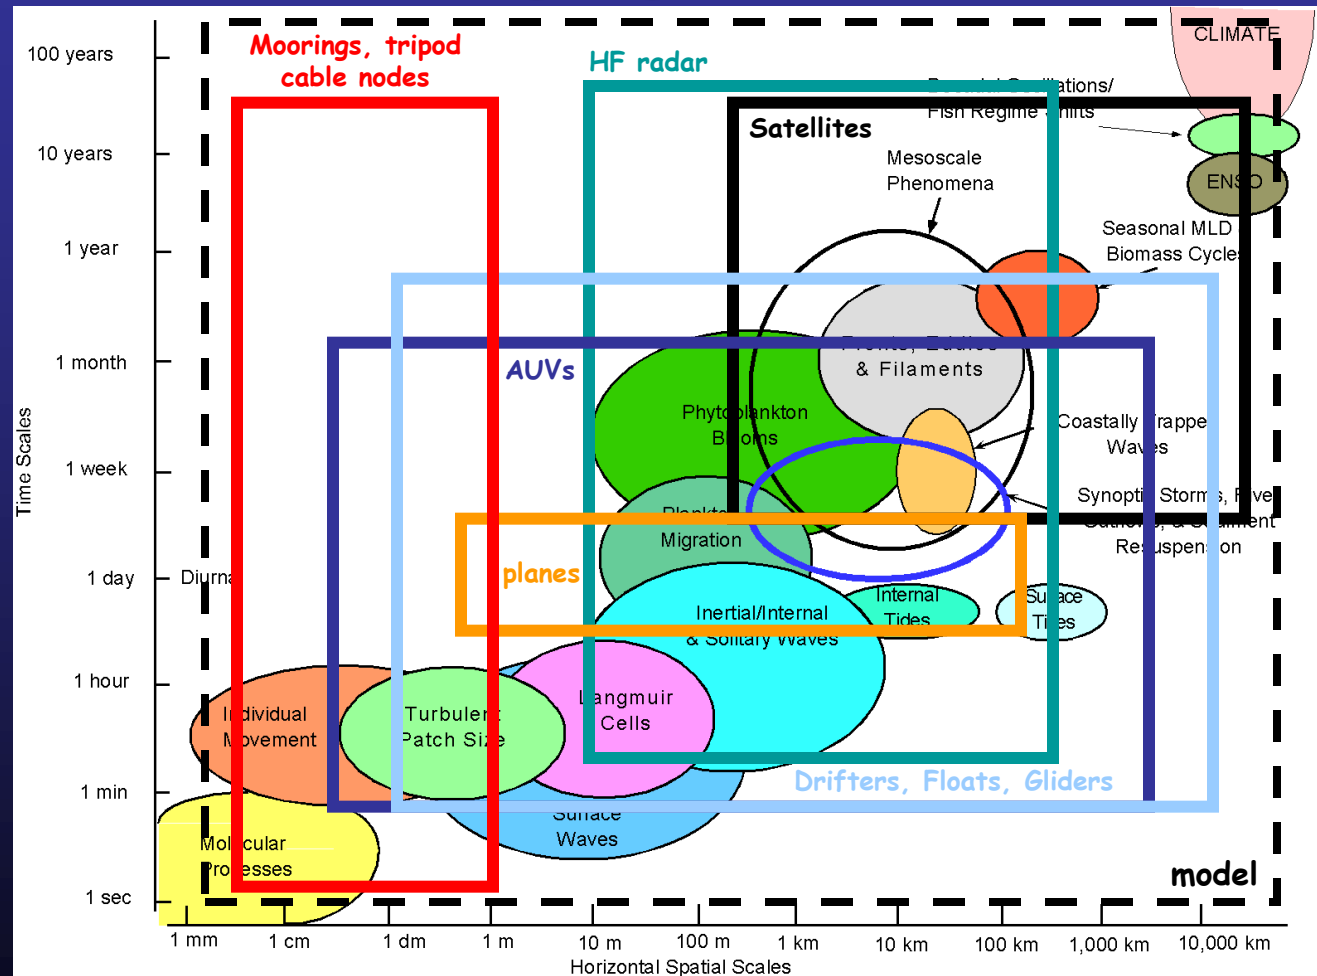 Moorings, tripod
cable nodes
HF radar
CLIMATE
Fish Regime Shifts
Satellites
Mesoscale
Phenomena
ENSO
Seasonal MLD
Biomass Cycles
AUVs
& Filaments
Phytoplankton
Blooms
Coastally Trapped
Waves
Synoptic Storms, River
Resuspension
Migration
planes
Diurnal
Internal
Tides
Surface
Tides
Inertial/Internal
& Solitary Waves
Langmuir
Cells
Individual
Movement
Turbulent
Patch Size
Drifters, Floats, Gliders
Surface
Waves
Molecular
Processes
model
Time Scales
100 years
10 years
1 year
1 month
1 week
1 day
1 hour
1 min
1 sec
1 mm
1 cm
1 dm
1 m
10 m
100 m
1 km
10 km
100 km
1,000 km
10,000 km
Horizontal Spatial Scales